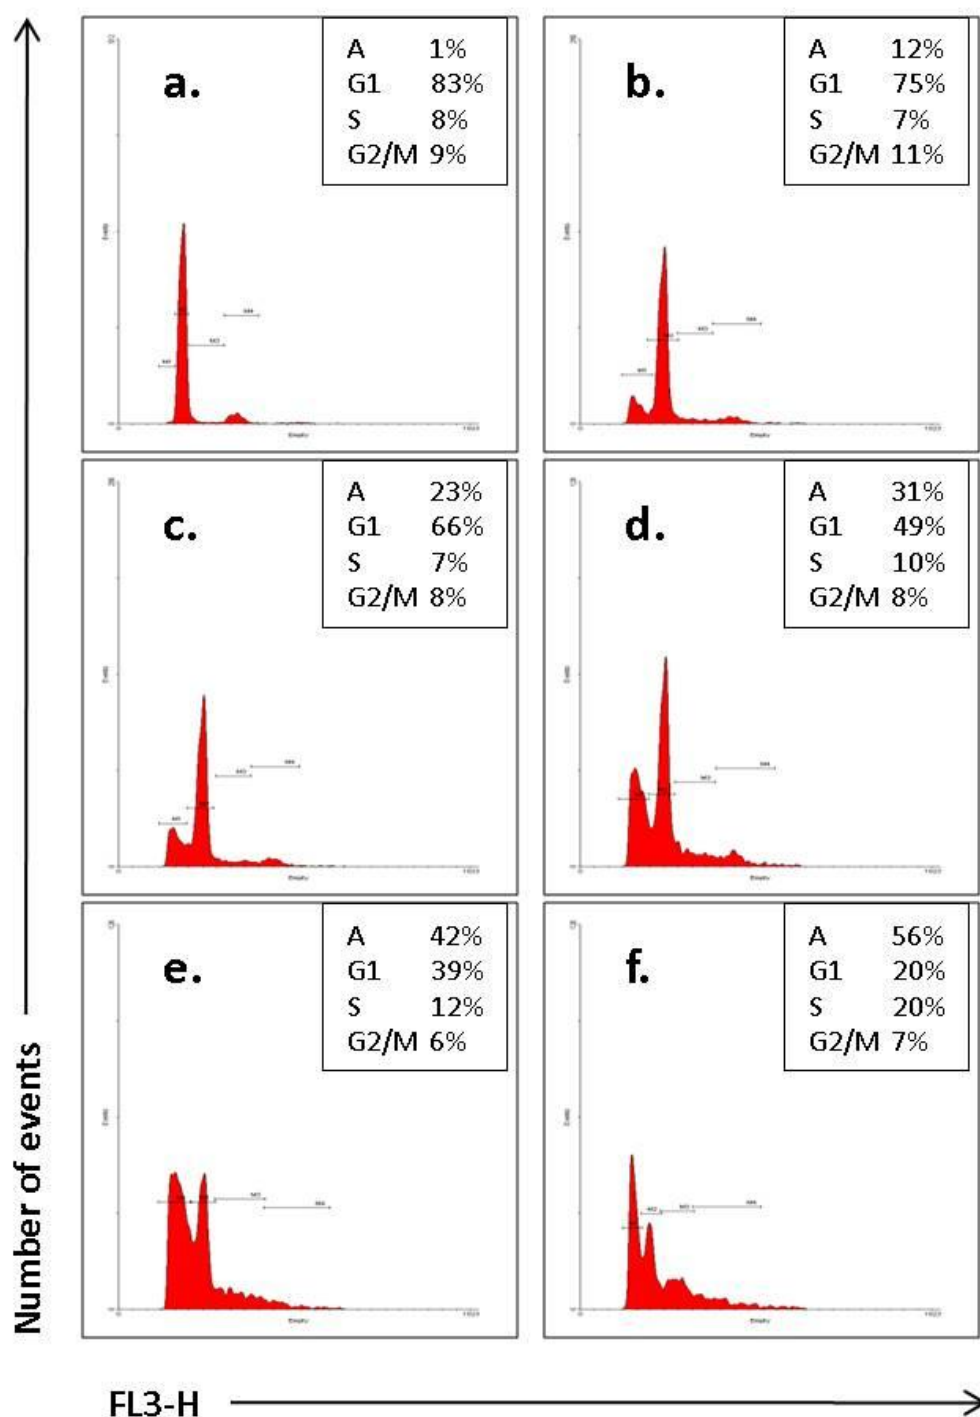 a.
A 1%
G1 83%
S 8%
G2/M 9%
b.
A 12%
G1 75%
S 7%
G2/M 11%
c.
A 23%
G1 66%
S 7%
G2/M 8%
d.
A 31%
G1 49%
S 10%
G2/M 8%
e.
A 42%
G1 39%
S 12%
G2/M 6%
f.
A 56%
G1 20%
S 20%
G2/M 7%
Number of events
FL3-H